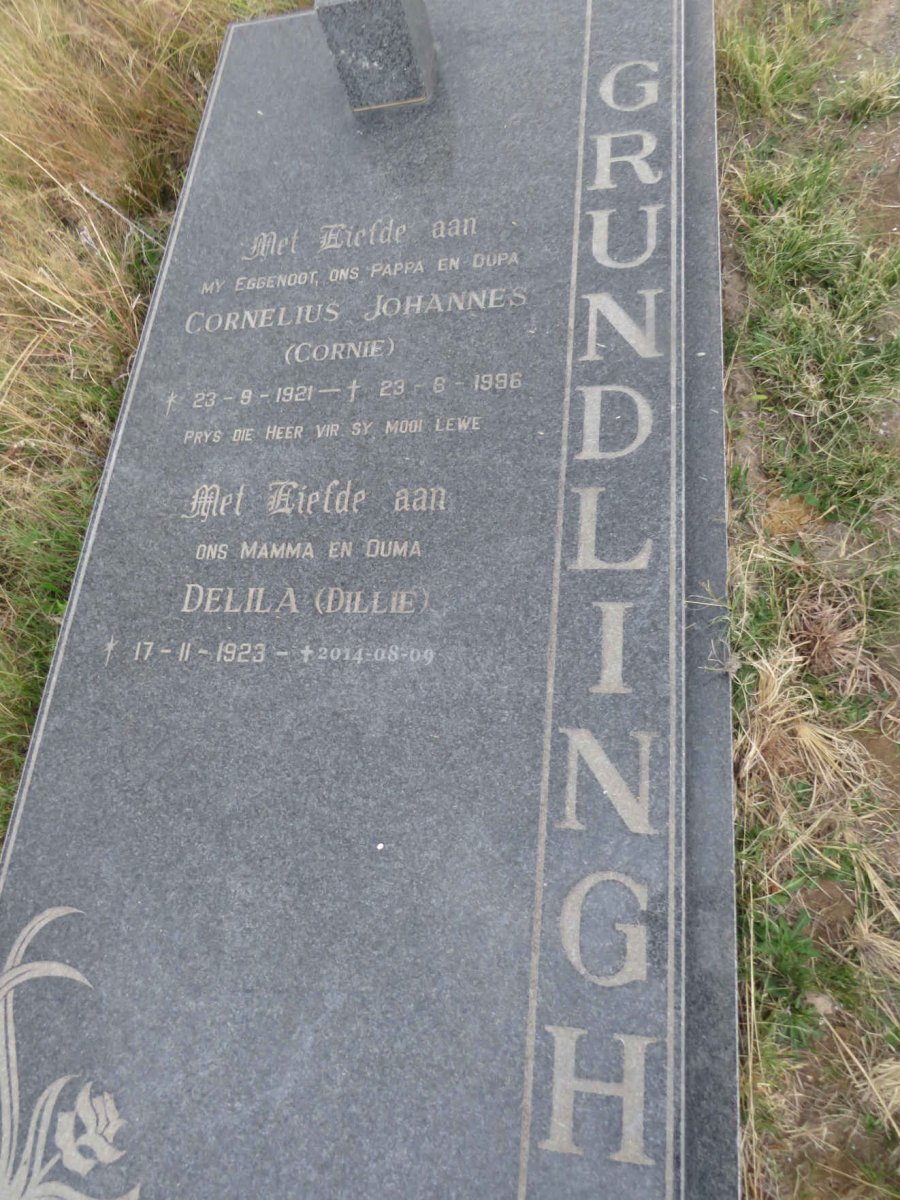 Met Liefde aan
MY EGGENOOT, ONS PAPPA EN OUPA
CORNELIUS JOHANNES
(CORNIE)
* 23-9-1921 — † 23-6-1996
PRYS DIE HEER VIR SY MOOI LEWE
Met Liefde aan
ONS MAMMA EN OUMA
DELILA (DILLIE)
* 17-11-1923 - †2014-08-09
GRUNDLINGH